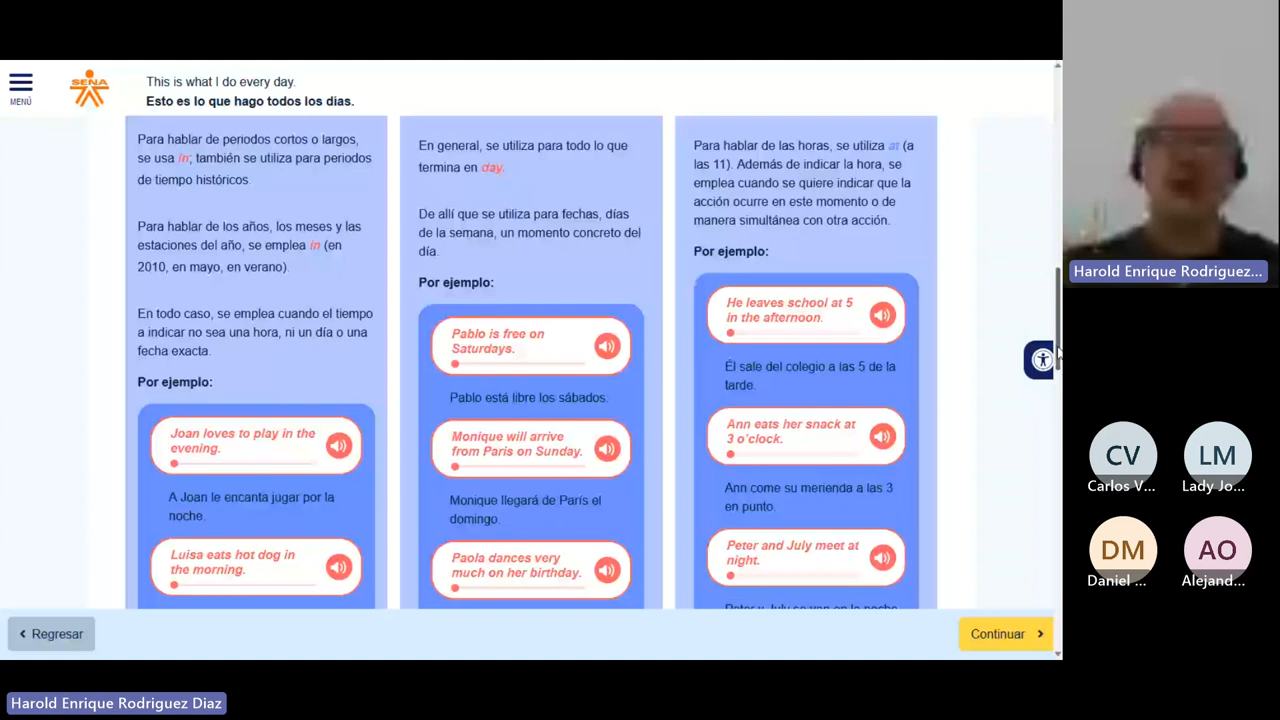 MENÚ
SENA
This is what I do every day.
Esto es lo que hago todos los dias.
Para hablar de periodos cortos o largos,
se usa in; también se utiliza para periodos
de tiempo históricos
Para hablar de los años, los meses y las
estaciones del año, se emplea in (en
2010, en mayo, en verano).
En todo caso, se emplea cuando el tiempo
a indicar no sea una hora, ni un día o una
fecha exacta.
Por ejemplo:
Joan loves to play in the
evening.
A Joan le encanta jugar por la
noche.
Luisa eats hot dog in
the morning.
En general, se utiliza para todo lo que
termina en day.
De allí que se utiliza para fechas, días
de la semana, un momento concreto del
día.
Por ejemplo:
Pablo is free on
Saturdays.
Pablo está libre los sábados.
Monique will arrive
from Paris on Sunday.
Monique llegará de París el
domingo.
Paola dances very
much on her birthday.
Para hablar de las horas, se utiliza at (a
las 11). Además de indicar la hora, se
emplea cuando se quiere indicar que la
acción ocurre en este momento o de
manera simultánea con otra acción.
Por ejemplo:
He leaves school at 5
in the afternoon.
Él sale del colegio a las 5 de la
tarde.
Ann eats her snack at
3 o'clock.
Ann come su merienda a las 3
en punto.
Peter and July meet at
night.
Peter y July se ven en la noche
Regresar
Continuar
Harold Enrique Rodriguez...
CV
Carlos V...
LM
Lady Jo...
DM
Daniel ...
AO
Alejand...
Harold Enrique Rodriguez Diaz